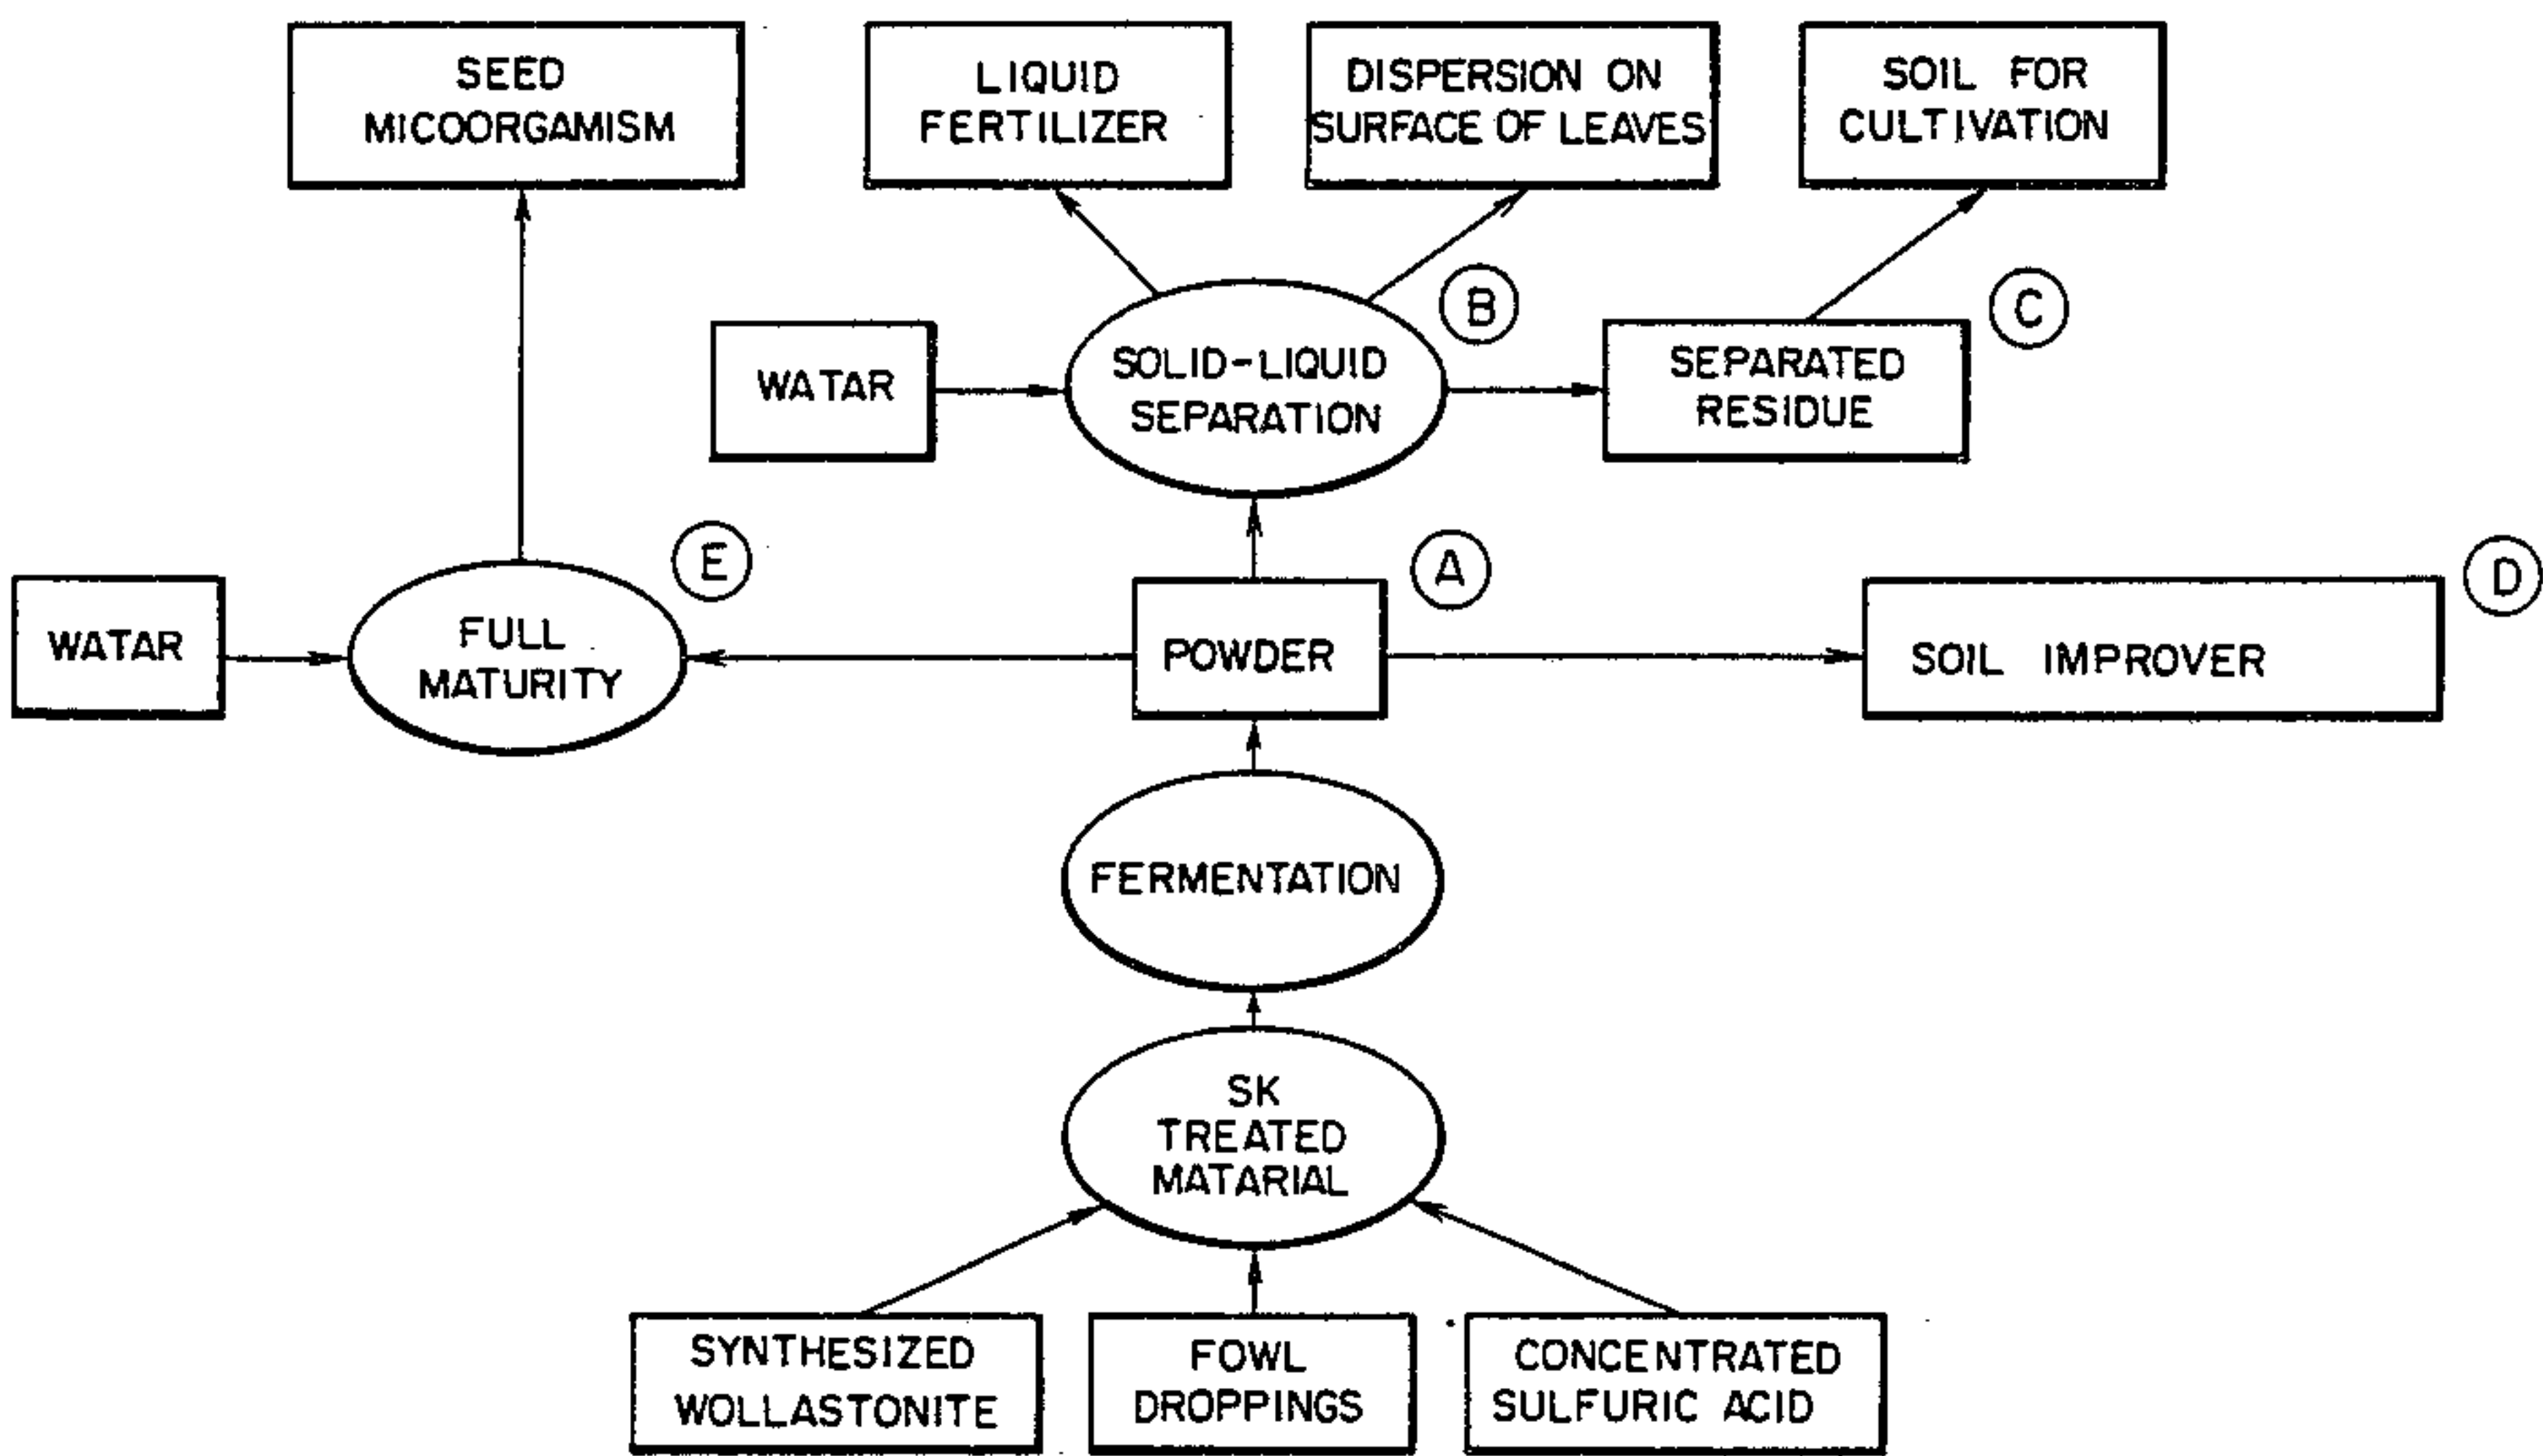 SEED
MICOORGAMISM
LIQUID
FERTILIZER
DISPERSION ON
SURFACE OF LEAVES
SOIL FOR
CULTIVATION
B
C
WATAR
SOLID-LIQUID
SEPARATION
SEPARATED
RESIDUE
E
A
D
WATAR
FULL
MATURITY
POWDER
SOIL IMPROVER
FERMENTATION
SK
TREATED
MATARIAL
SYNTHESIZED
WOLLASTONITE
FOWL
DROPPINGS
CONCENTRATED
SULFURIC ACID